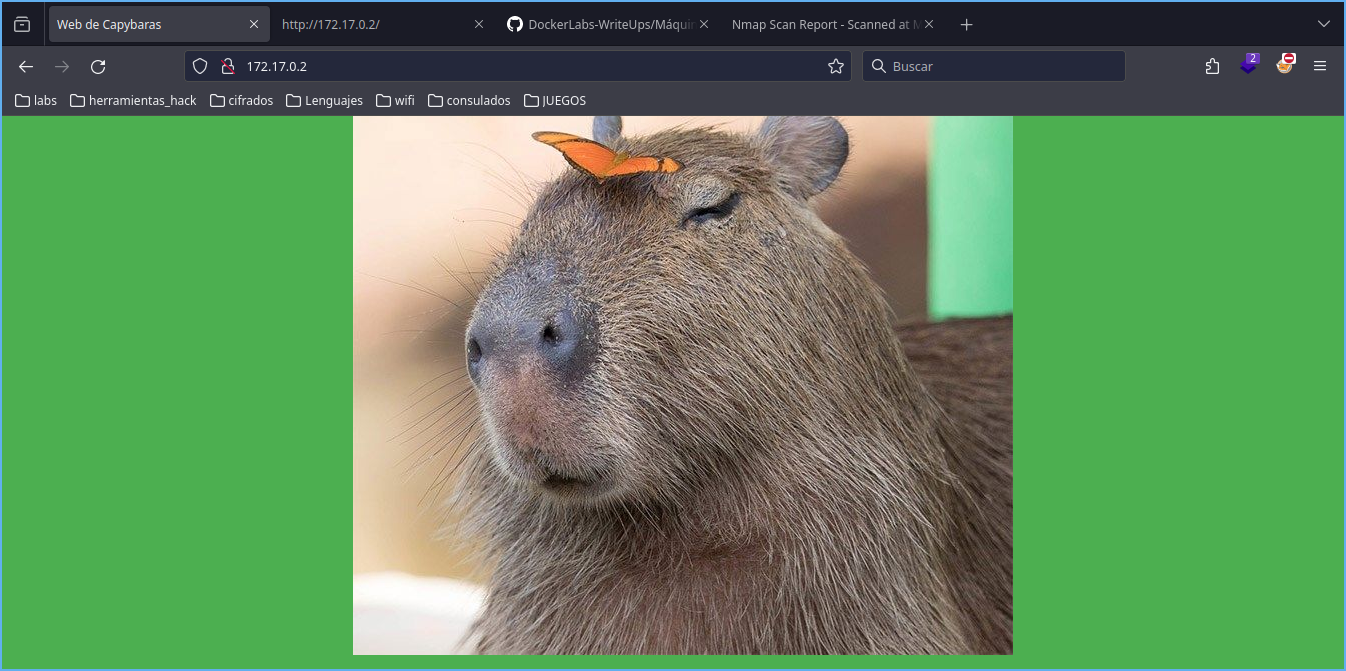 Web de Capybaras
http://172.17.0.2/
DockerLabs-WriteUps/Máquin
Nmap Scan Report - Scanned at M
172.17.0.2
Buscar
2
labs herramientas_hack cifrados Lenguajes wifi consulados JUEGOS